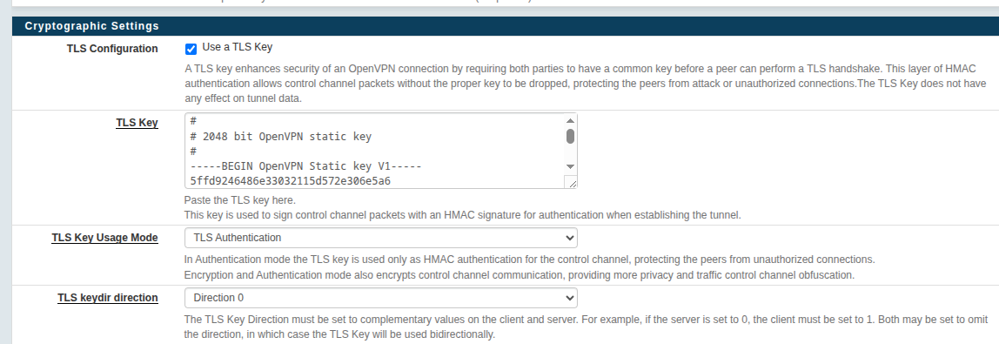 Cryptographic Settings
TLS Configuration
Use a TLS Key
A TLS key enhances security of an OpenVPN connection by requiring both parties to have a common key before a peer can perform a TLS handshake. This layer of HMAC
authentication allows control channel packets without the proper key to be dropped, protecting the peers from attack or unauthorized connections.The TLS Key does not have
any effect on tunnel data.
TLS Key
#
# 2048 bit OpenVPN static key
#
-----BEGIN OpenVPN Static key V1-----
5ffd9246486e33032115d572e306e5a6
Paste the TLS key here.
This key is used to sign control channel packets with an HMAC signature for authentication when establishing the tunnel.
TLS Key Usage Mode
TLS Authentication
In Authentication mode the TLS key is used only as HMAC authentication for the control channel, protecting the peers from unauthorized connections.
Encryption and Authentication mode also encrypts control channel communication, providing more privacy and traffic control channel obfuscation.
TLS keydir direction
Direction 0
The TLS Key Direction must be set to complementary values on the client and server. For example, if the server is set to 0, the client must be set to 1. Both may be set to omit
the direction, in which case the TLS Key will be used bidirectionally.